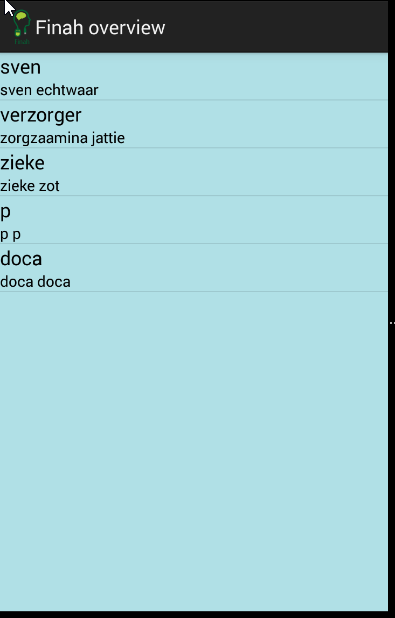 Finah overview
sven
sven echtwaar
verzorger
zorgzaamina jattie
zieke
zieke zot
p
p p
doca
doca doca